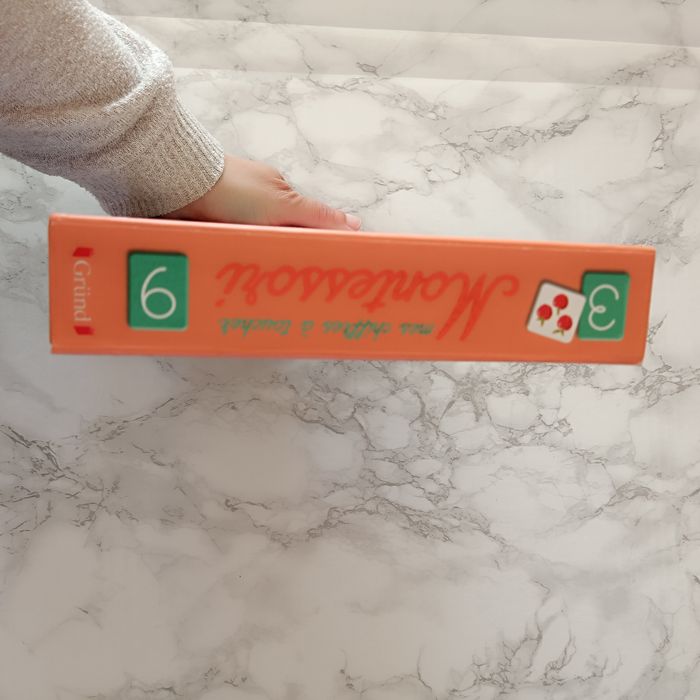 3
mes chiffres à toucher
Montessori
6
Gründ